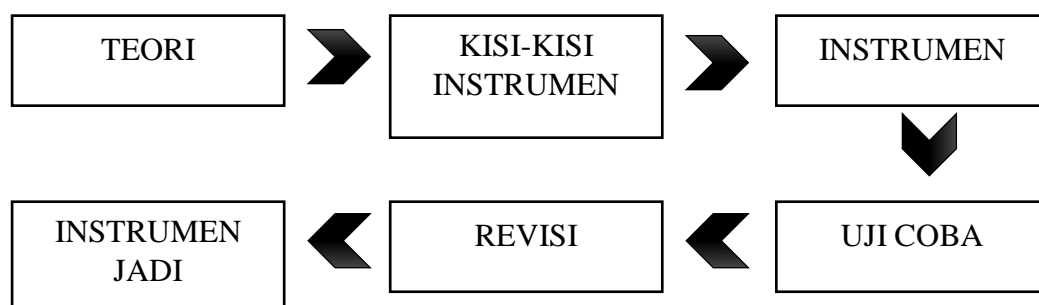 TEORI
KISI-KISI
INSTRUMEN
INSTRUMEN
UJI COBA
REVISI
INSTRUMEN
JADI